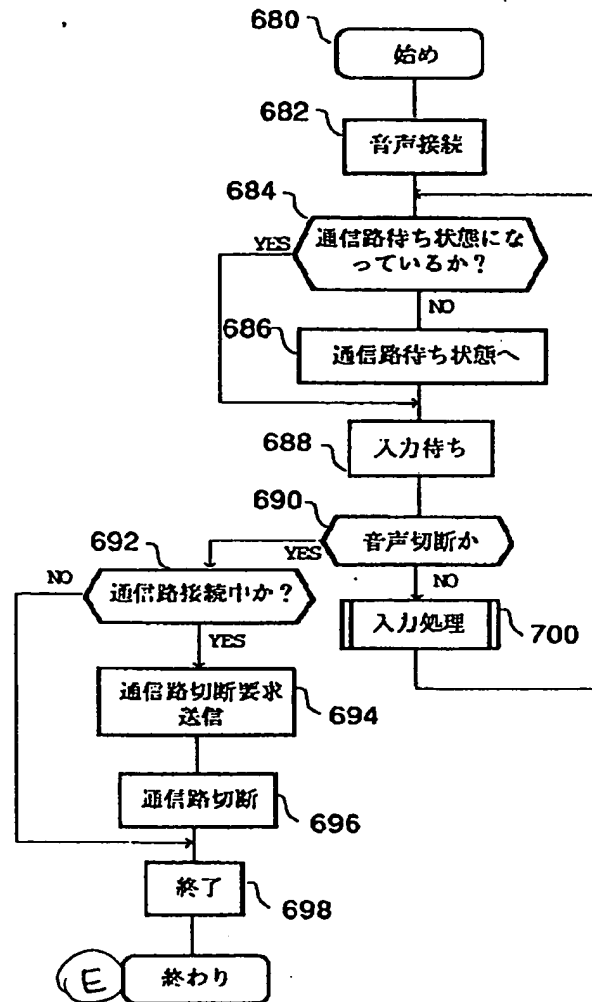 680
始め
682
音声接続
684
通信路待ち状態にな
っているか？
YES
NO
686
通信路待ち状態へ
688
入力待ち
690
音声切断か
YES
NO
692
通信路接続中か？
NO
YES
入力処理
700
通信路切断要求
送信
694
通信路切断
696
終了
698
E
終わり